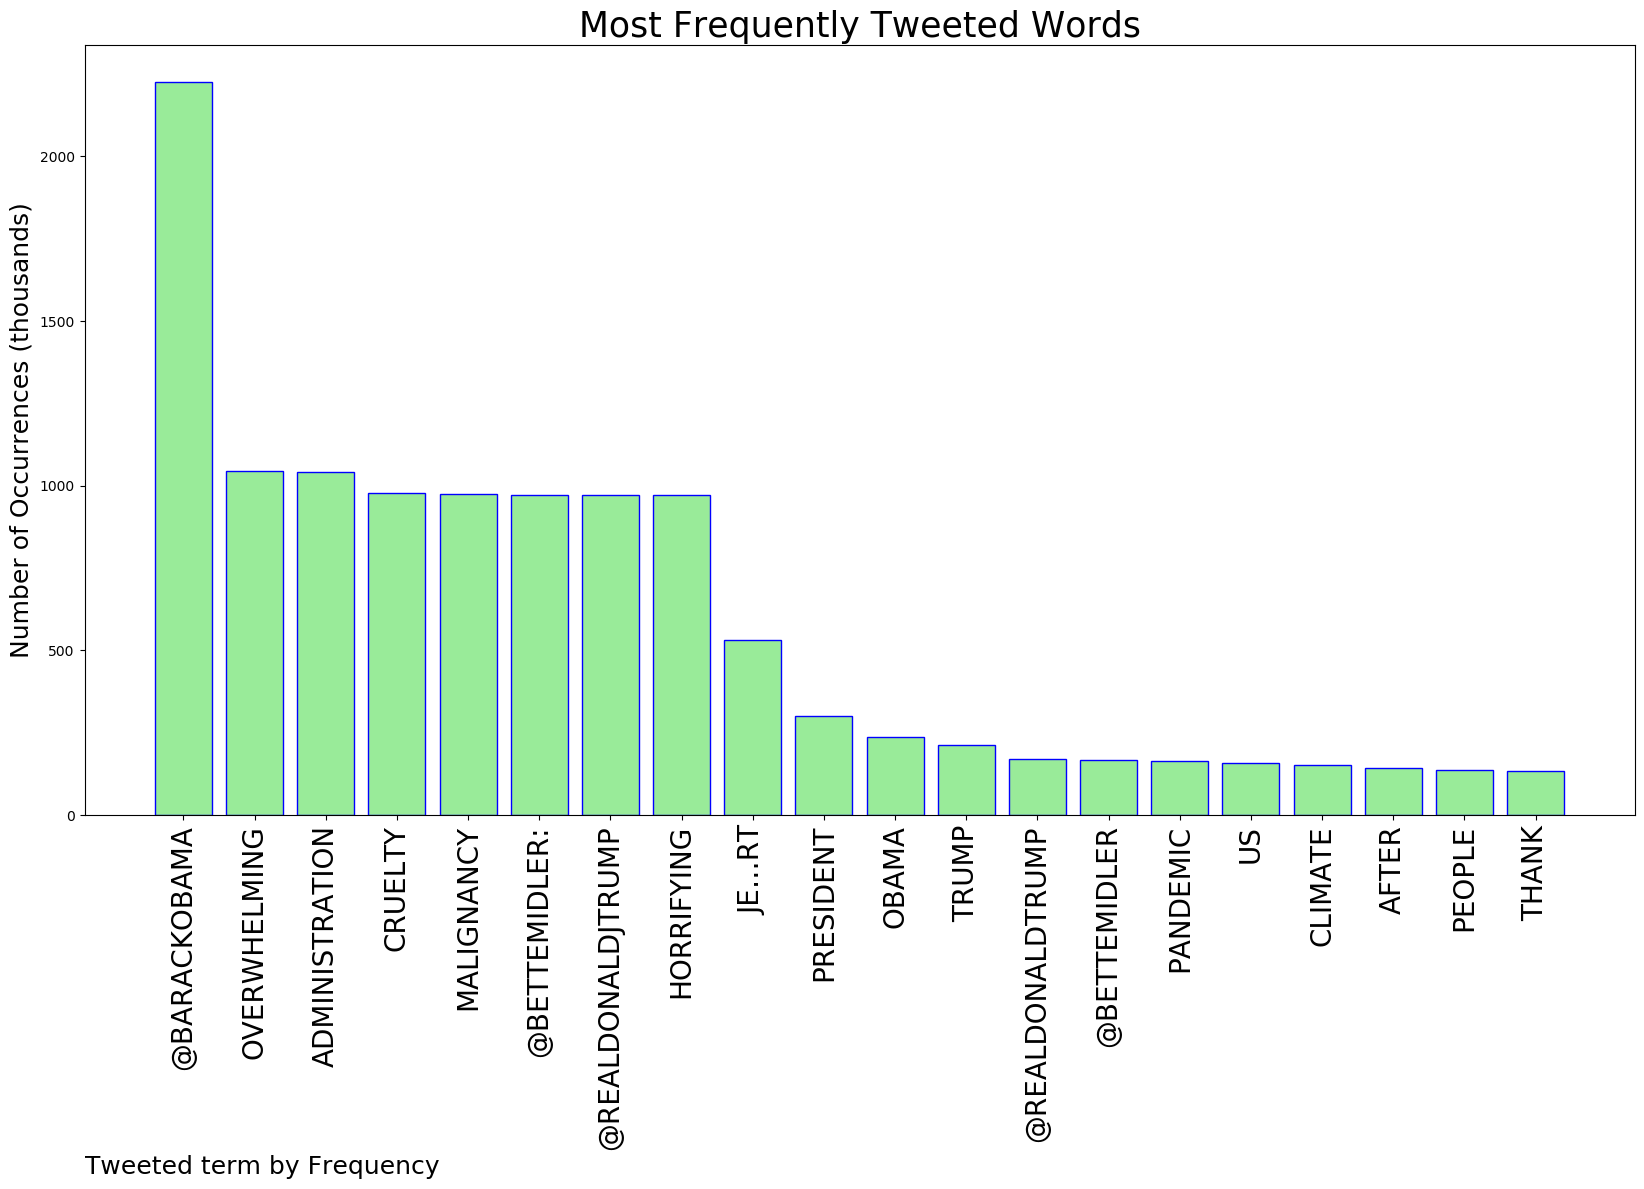 Most Frequently Tweeted Words
Number of Occurrences (thousands)
2000
1500
1000
500
0
@BARACKOBAMA
OVERWHELMING
ADMINISTRATION
CRUELTY
MALIGNANCY
@BETTEMIDLER:
@REALDONALDJTRUMP
HORRIFYING
JE...RT
PRESIDENT
OBAMA
TRUMP
@REALDONALDTRUMP
@BETTEMIDLER
PANDEMIC
US
CLIMATE
AFTER
PEOPLE
THANK
Tweeted term by Frequency